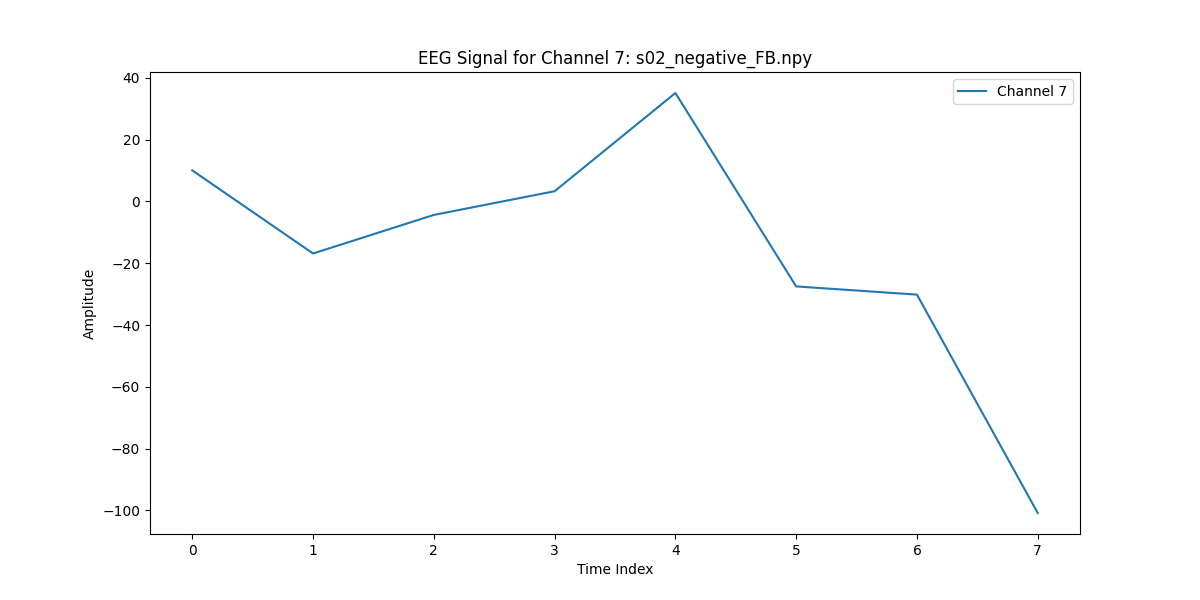 EEG Signal for Channel 7: s02_negative_FB.npy
Channel 7
40
20
0
−20
−40
−60
−80
−100
Amplitude
0 1 2 3 4 5 6 7
Time Index